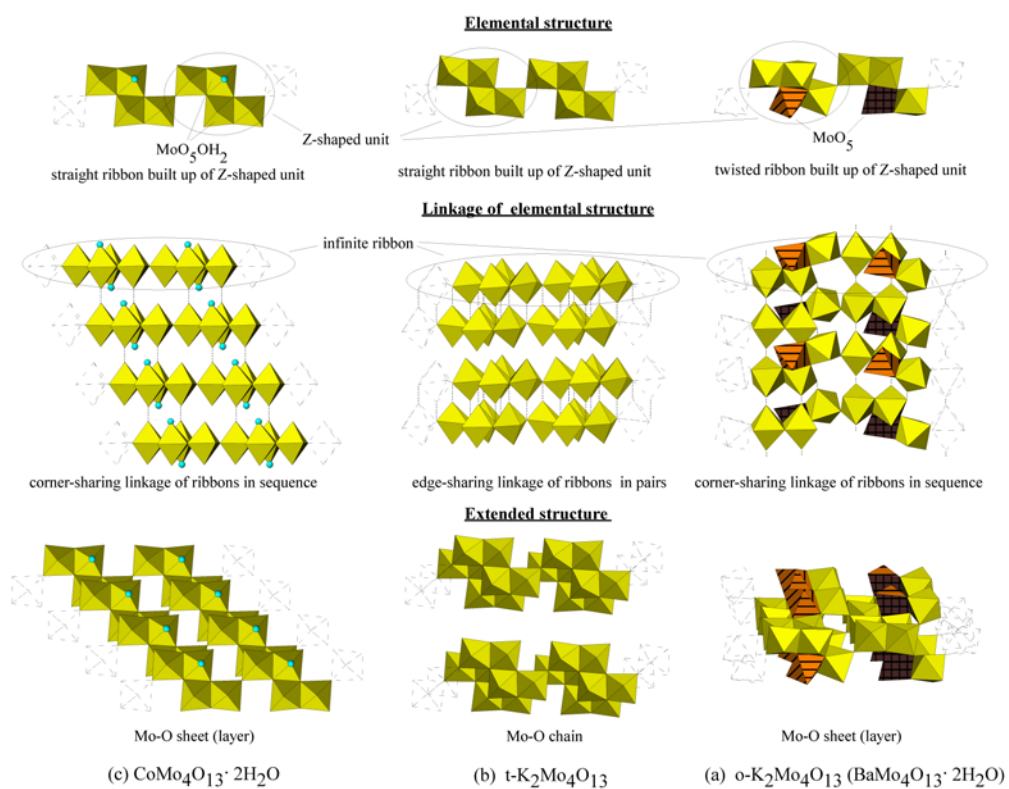 Elemental structure
MoO5OH2
Z-shaped unit
MoO5
straight ribbon built up of Z-shaped unit
straight ribbon built up of Z-shaped unit
twisted ribbon built up of Z-shaped unit
Linkage of elemental structure
infinite ribbon
corner-sharing linkage of ribbons in sequence
edge-sharing linkage of ribbons in pairs
corner-sharing linkage of ribbons in sequence
Extended structure
Mo-O sheet (layer)
Mo-O chain
Mo-O sheet (layer)
(c) CoMo4O13· 2H2O
(b) t-K2Mo4O13
(a) o-K2Mo4O13 (BaMo4O13· 2H2O)